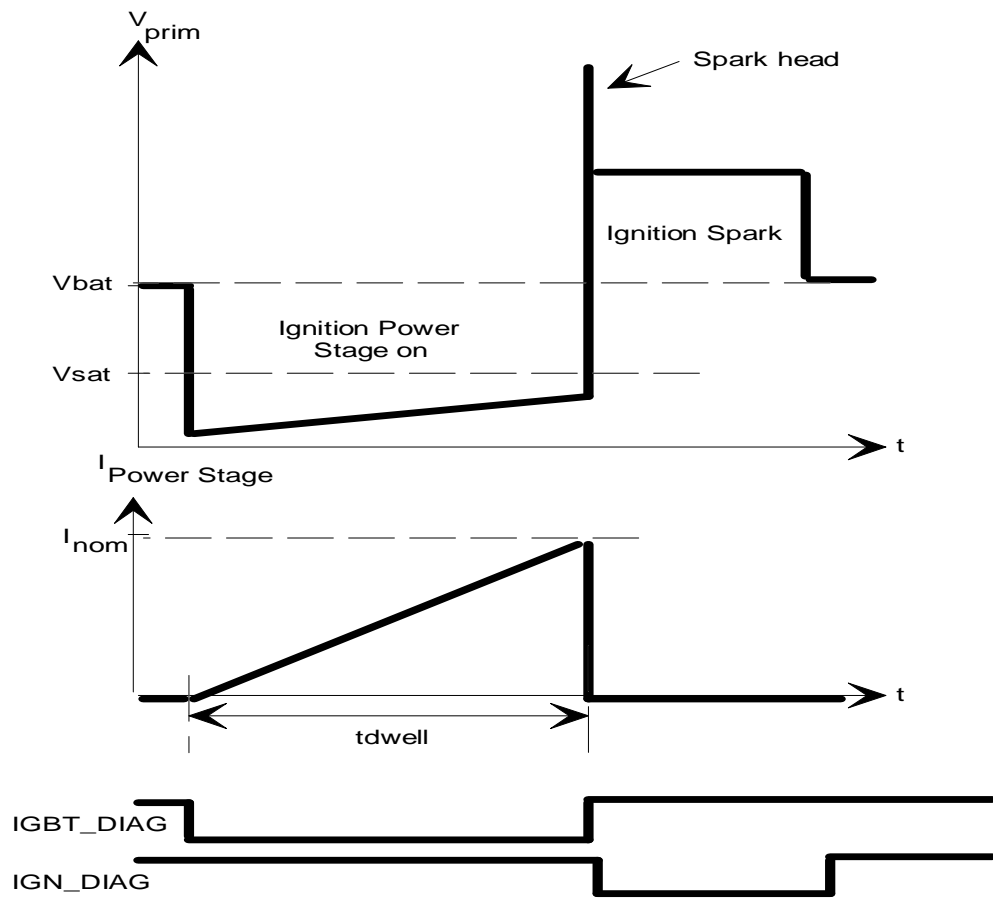 Vprim
Spark head
Ignition Spark
Vbat
Ignition Power
Stage on
Vsat
t
IPower Stage
Inom
t
tdwell
IGBT_DIAG
IGN_DIAG